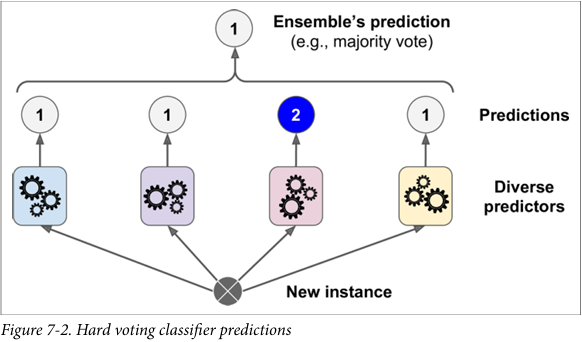 1
Ensemble's prediction
(e.g., majority vote)
1
1
2
1
Predictions
Diverse
predictors
New instance
Figure 7-2. Hard voting classifier predictions